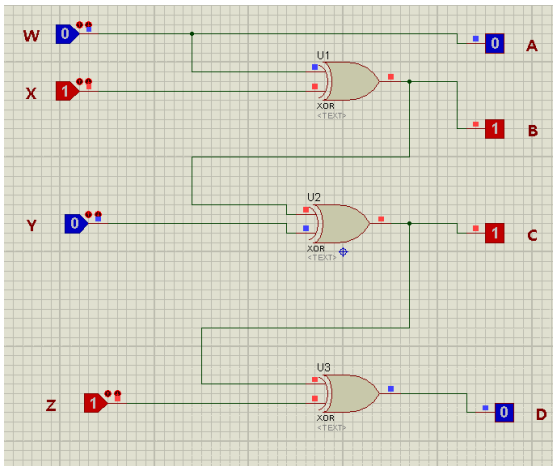 W 0 0 A
U1
X 1
XOR
<TEXT>
1 B
U2
Y 0 1 C
XOR
<TEXT>
U3
Z 1 0 D
XOR
<TEXT>